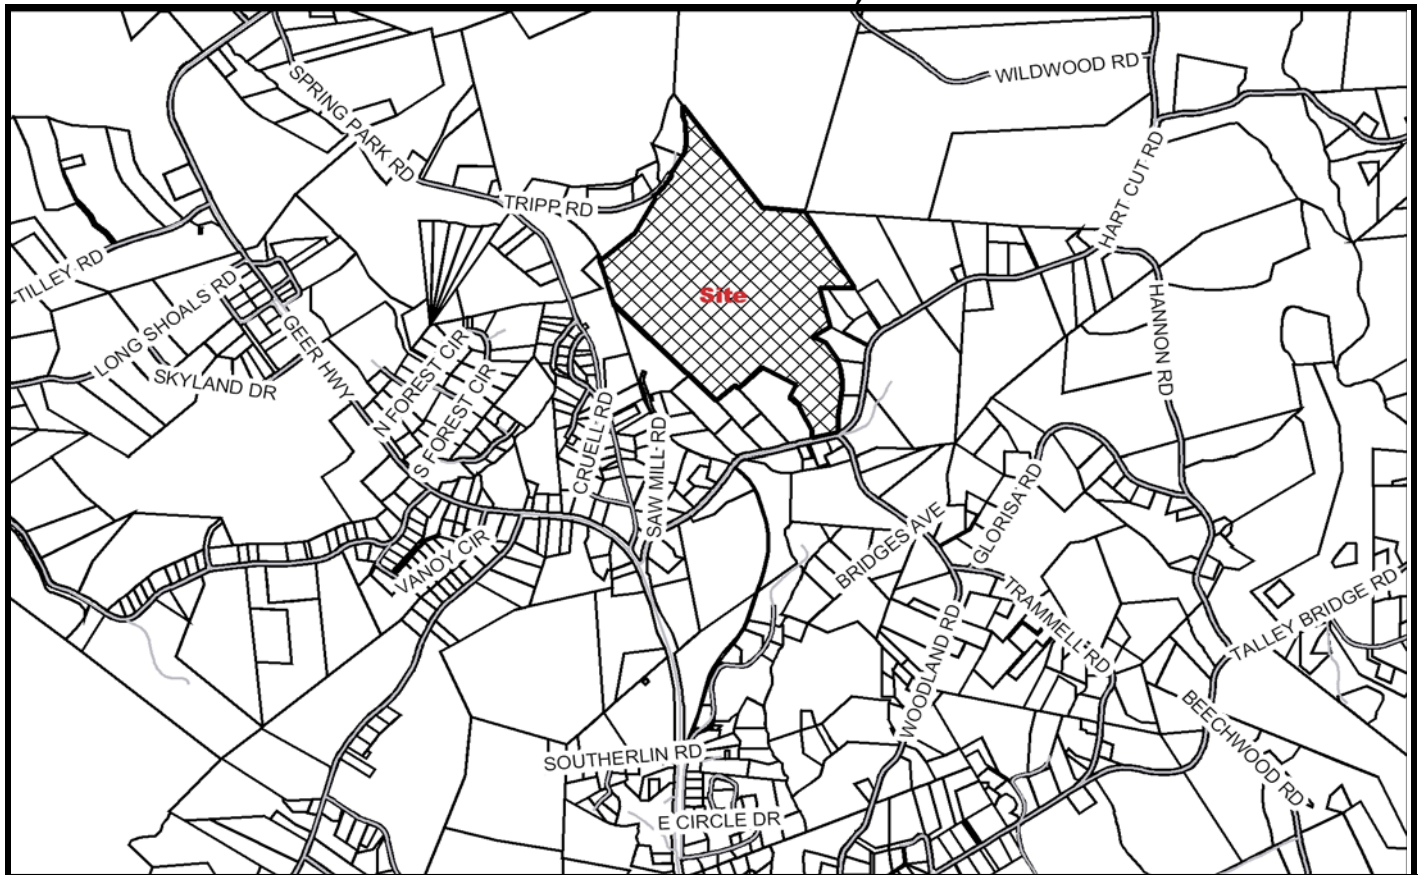 WILDWOOD RD
SPRING PARK RD
HART CUT RD
TRIPP RD
TILLEY RD
LONG SHOALS RD
Site
GEER HWY
HANNON RD
SKYLAND DR
N FOREST CIR
S FOREST CIR
CRUELL RD
SAW MILL RD
GLORISA RD
BRIDGES AVE
VANOY CIR
TRAMMELL RD
TALLEY BRIDGE RD
WOODLAND RD
BEECHWOOD RD
SOUTHERLIN RD
E CIRCLE DR